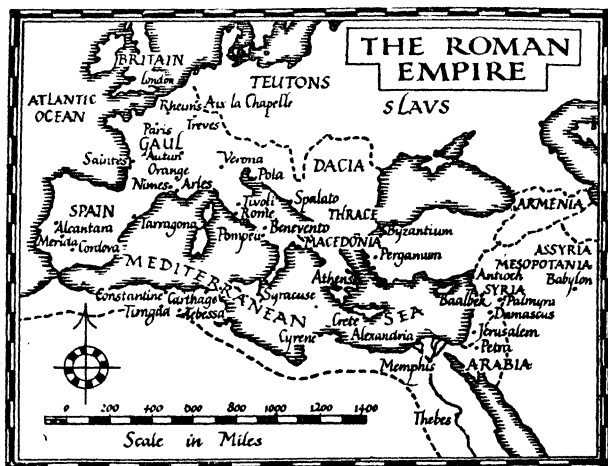 THE ROMAN
EMPIRE
BRITAIN
London
TEUTONS
SLAVS
ATLANTIC
OCEAN
Rheims
Aix la Chapelle
Treves
Paris
GAUL
Autun
Saintes
Orange
Nimes
Arles
Verona
Pola
DACIA
SPAIN
Alcantara
Merida
Cordova
Tarragona
Tivoli
Rome
Spalato
Pompeii
Benevento
THRACE
MACEDONIA
Byzantium
Pergamum
ARMENIA
ASSYRIA
MESOPOTANIA
Babylon
Antioch
SYRIA
Baalbek
Palmyra
Damascus
Jerusalem
Petra
ARABIA
MEDITERRANEAN
SEA
Constantine
Carthage
Timgda
Tebessa
Syracuse
Athens
Crete
Cyrene
Alexandria
Memphis
Thebes
0 200 400 600 800 1000 1200 1400
Scale in Miles